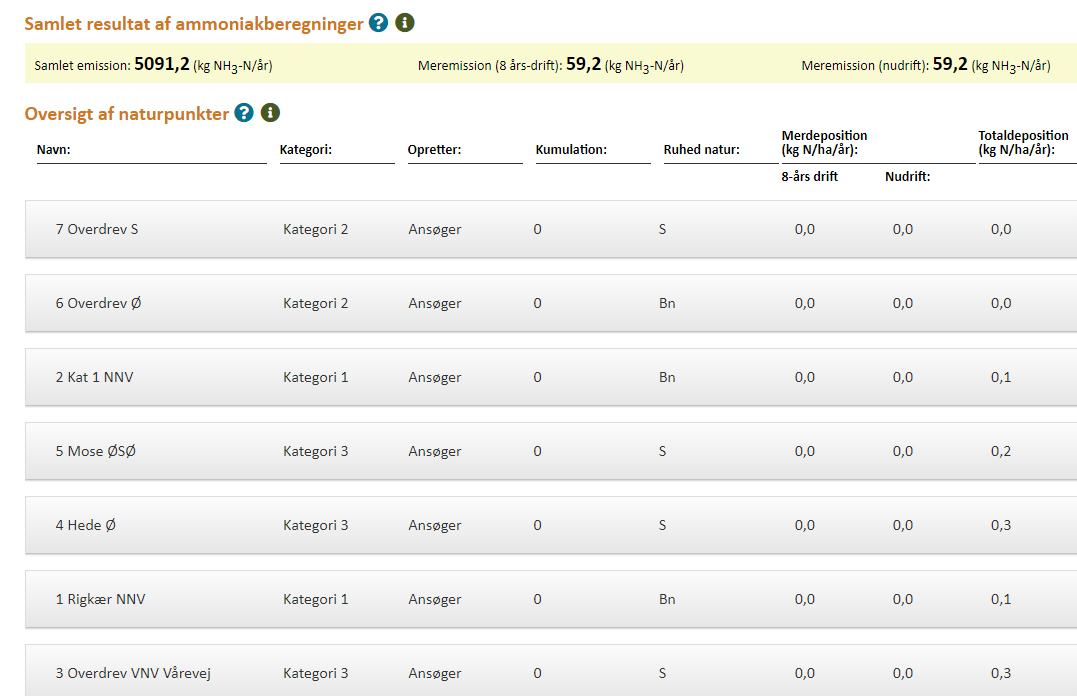 Samlet resultat af ammoniakberegninger ? i
Samlet emission: 5091,2 (kg NH3-N/år) Meremission (8 års-drift): 59,2 (kg NH3-N/år) Meremission (nudrift): 59,2 (kg NH3-N/år)
Oversigt af naturpunkter ? i
Navn: Kategori: Opretter: Kumulation: Ruhed natur: Merdeposition (kg N/ha/år): Totaldeposition (kg N/ha/år):
8-års drift Nudrift:
7 Overdrev S Kategori 2 Ansøger 0 S 0,0 0,0 0,0
6 Overdrev Ø Kategori 2 Ansøger 0 Bn 0,0 0,0 0,0
2 Kat 1 NNV Kategori 1 Ansøger 0 Bn 0,0 0,0 0,1
5 Mose ØSØ Kategori 3 Ansøger 0 S 0,0 0,0 0,2
4 Hede Ø Kategori 3 Ansøger 0 S 0,0 0,0 0,3
1 Rigkær NNV Kategori 1 Ansøger 0 Bn 0,0 0,0 0,1
3 Overdrev VNV Vårevej Kategori 3 Ansøger 0 S 0,0 0,0 0,3